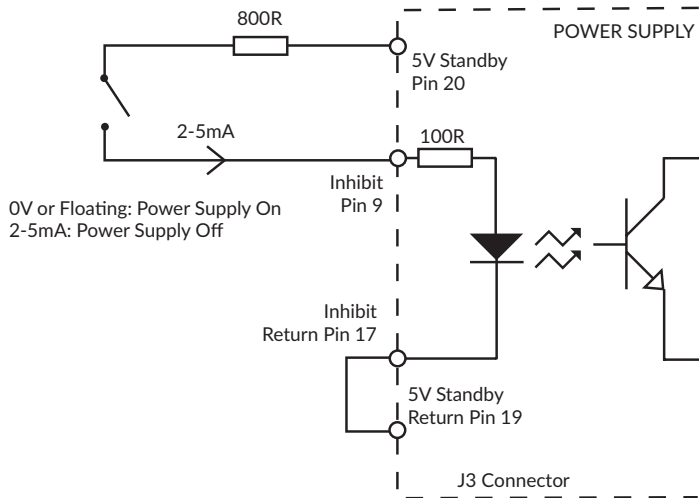 800R
POWER SUPPLY
5V Standby
Pin 20
2-5mA
100R
Inhibit
Pin 9
0V or Floating: Power Supply On
2-5mA: Power Supply Off
Inhibit
Return Pin 17
5V Standby
Return Pin 19
J3 Connector